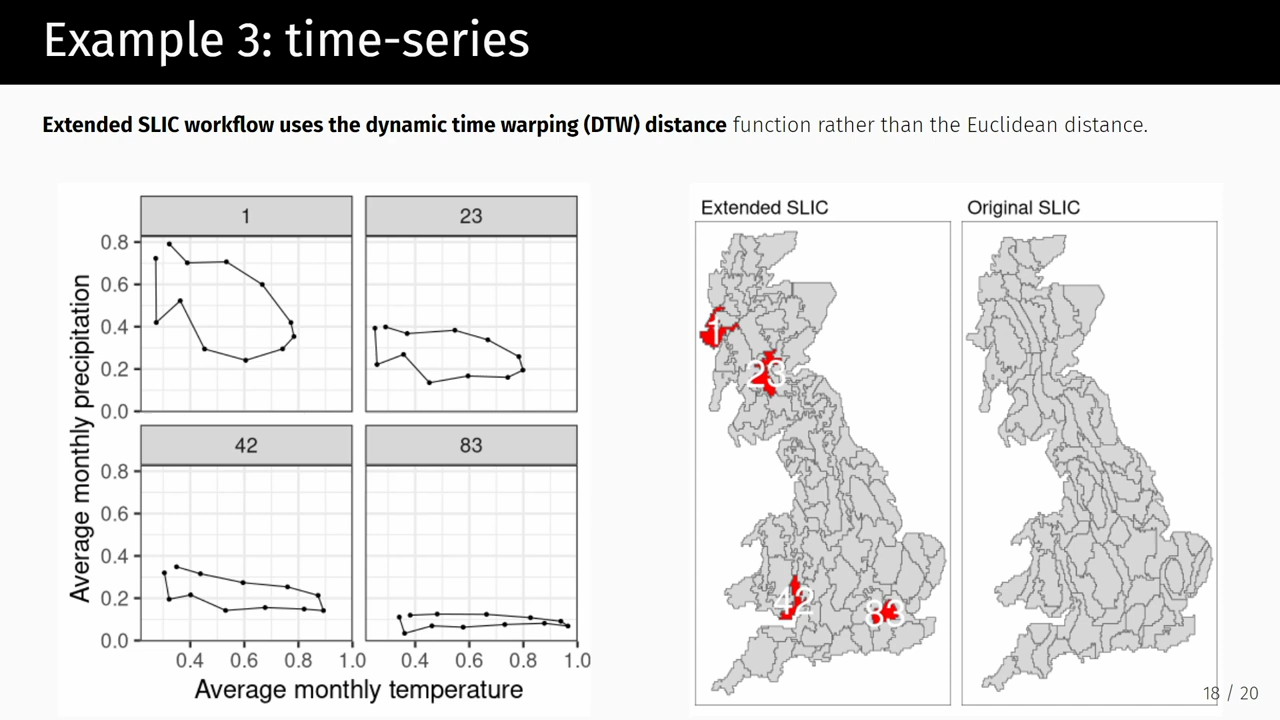 Example 3: time-series
Extended SLIC workflow uses the dynamic time warping (DTW) distance function rather than the Euclidean distance.
1
23
0.8
0.6
0.4
0.2
0.0
42
83
0.8
0.6
0.4
0.2
0.0
0.4 0.6 0.8 1.0
0.4 0.6 0.8 1.0
Average monthly precipitation
Average monthly temperature
Extended SLIC
1
23
42
83
Original SLIC
18 / 20